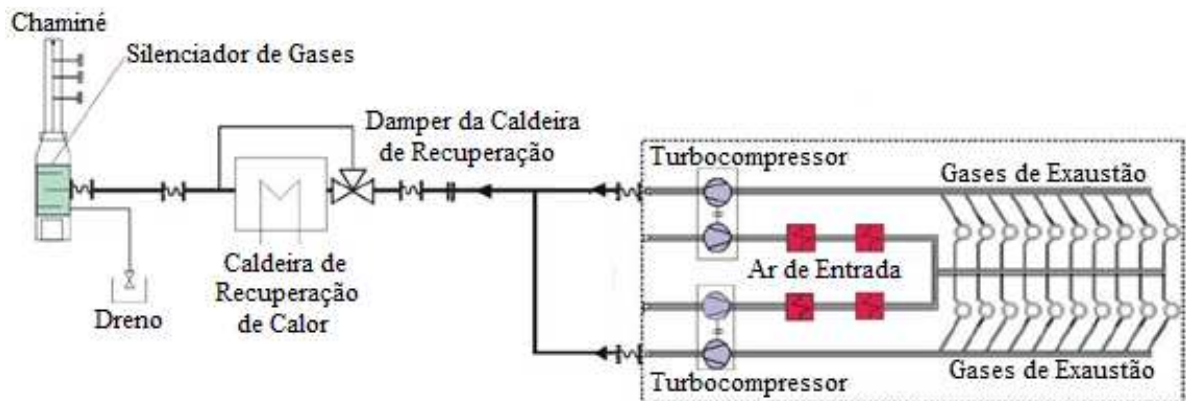 Chaminé
Silenciador de Gases
Damper da Caldeira
de Recuperação
Caldeira de
Recuperação
de Calor
Dreno
Turbocompressor
Gases de Exaustão
Ar de Entrada
Turbocompressor
Gases de Exaustão